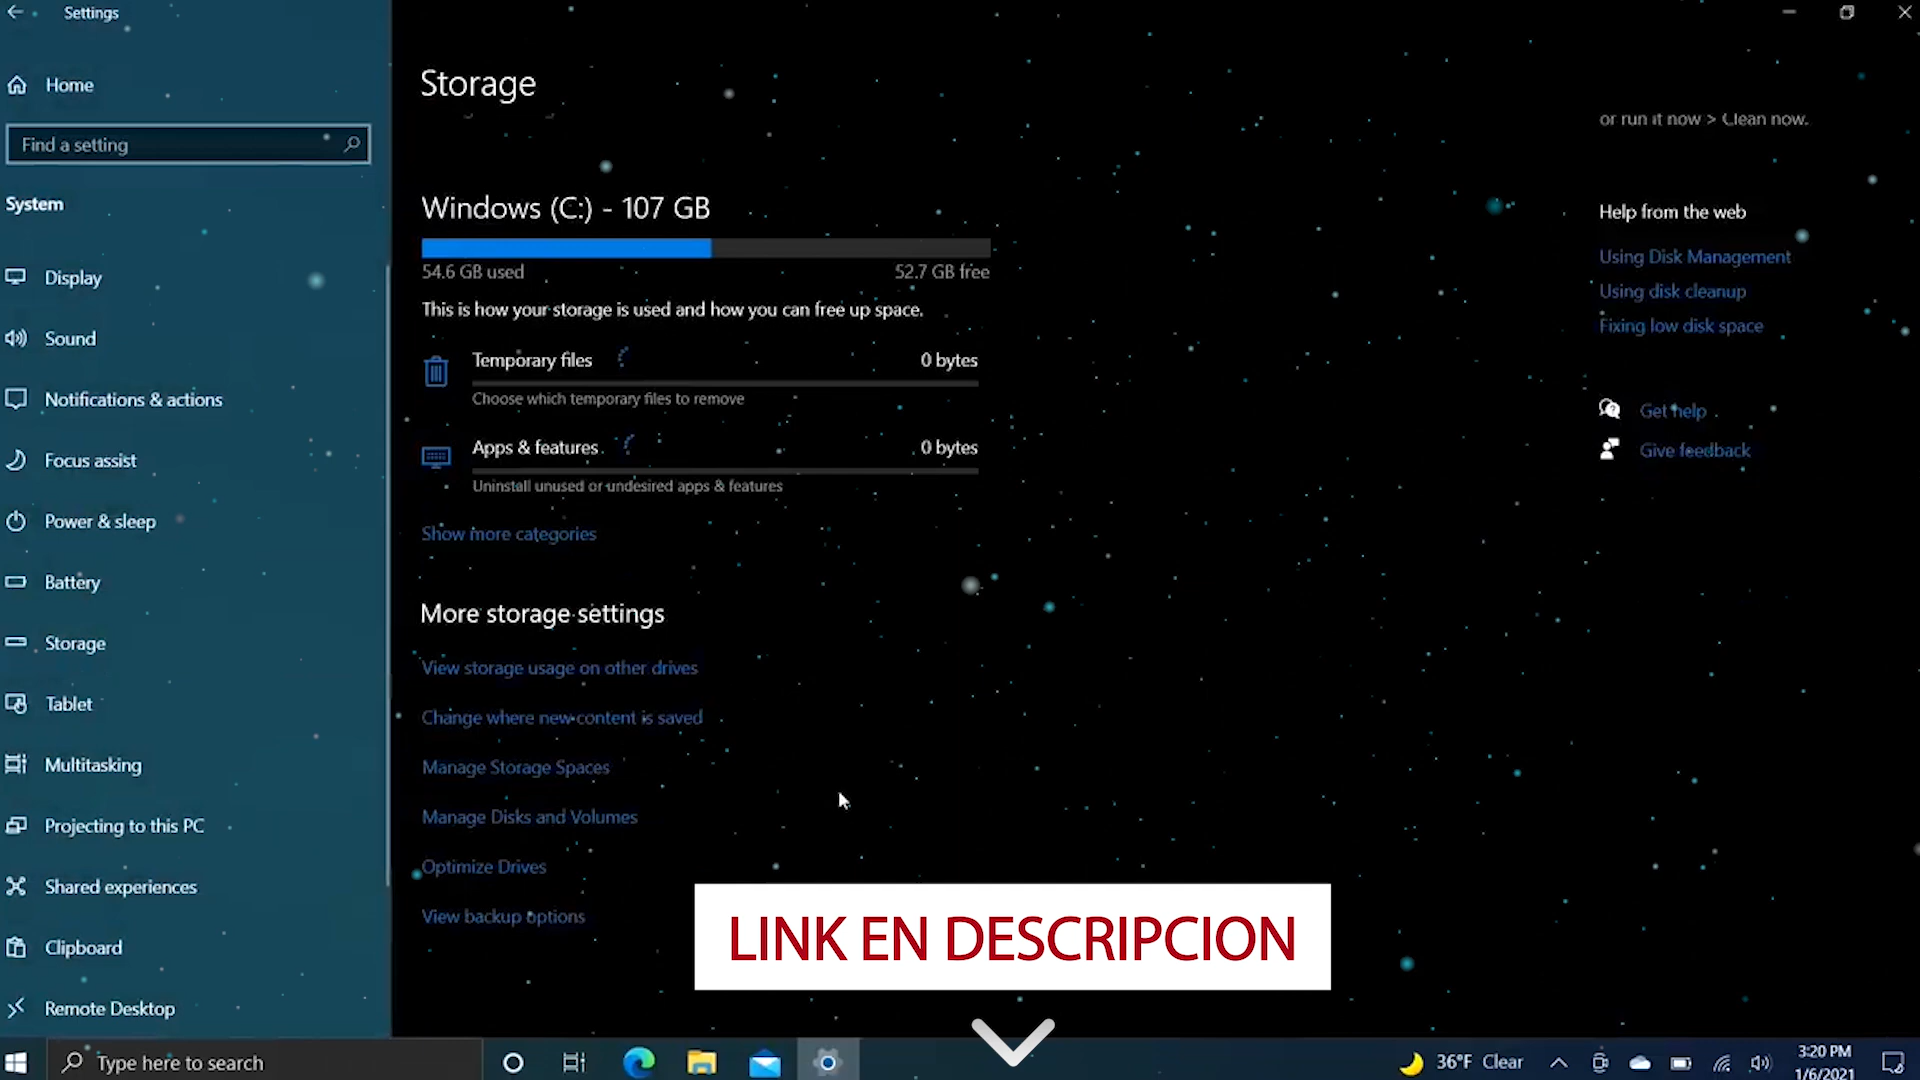 Settings
Home
Find a setting
System
Display
Sound
Notifications & actions
Focus assist
Power & sleep
Battery
Storage
Tablet
Multitasking
Projecting to this PC
Shared experiences
Clipboard
Remote Desktop
Storage
Windows (C:) - 107 GB
54.6 GB used 52.7 GB free
This is how your storage is used and how you can free up space.
Temporary files 0 bytes
Choose which temporary files to remove
Apps & features 0 bytes
Uninstall unused or undesired apps & features
Show more categories
More storage settings
View storage usage on other drives
Change where new content is saved
Manage Storage Spaces
Manage Disks and Volumes
Optimize Drives
View backup options
or run it now > Clean now.
Help from the web
Using Disk Management
Using disk cleanup
Fixing low disk space
Get help
Give feedback
LINK EN DESCRIPCION
Type here to search
36°F Clear
3:20 PM
1/6/2021